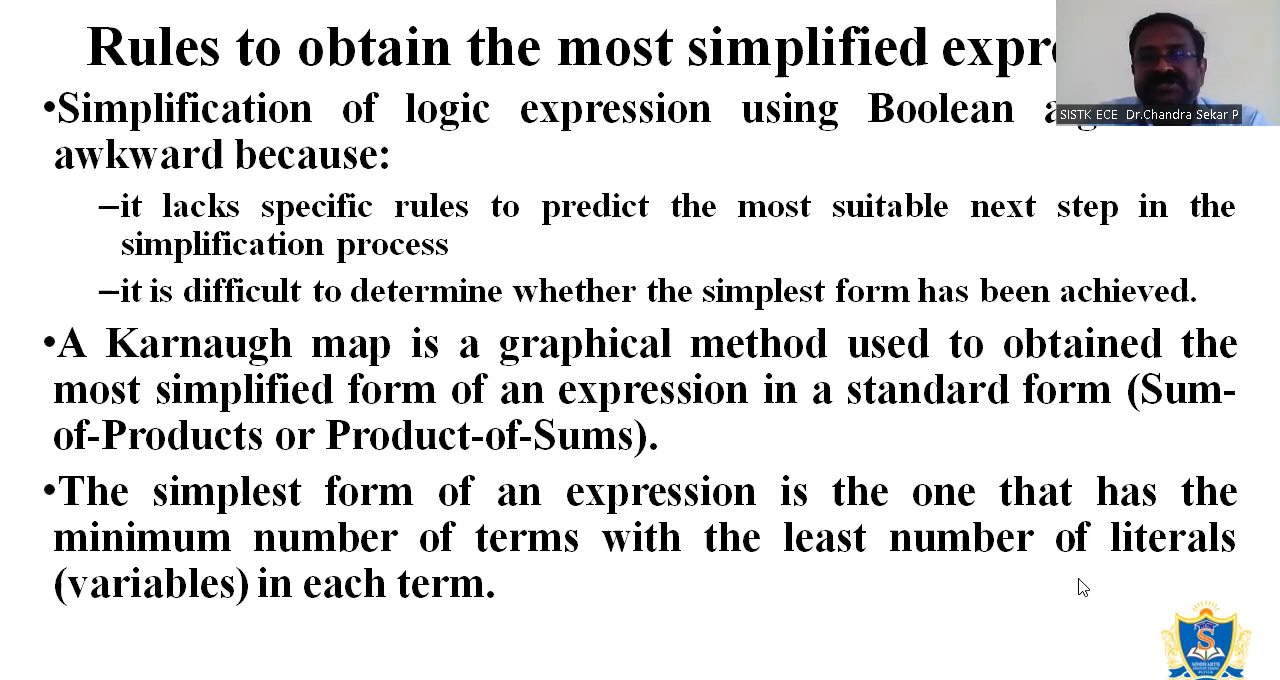 Rules to obtain the most simplified expre
•Simplification of logic expression using Boolean a
awkward because:
–it lacks specific rules to predict the most suitable next step in the
simplification process
–it is difficult to determine whether the simplest form has been achieved.
•A Karnaugh map is a graphical method used to obtained the
most simplified form of an expression in a standard form (Sum-
of-Products or Product-of-Sums).
•The simplest form of an expression is the one that has the
minimum number of terms with the least number of literals
(variables) in each term.
SISTK ECE Dr.Chandra Sekar P
S
SIDDHARTH